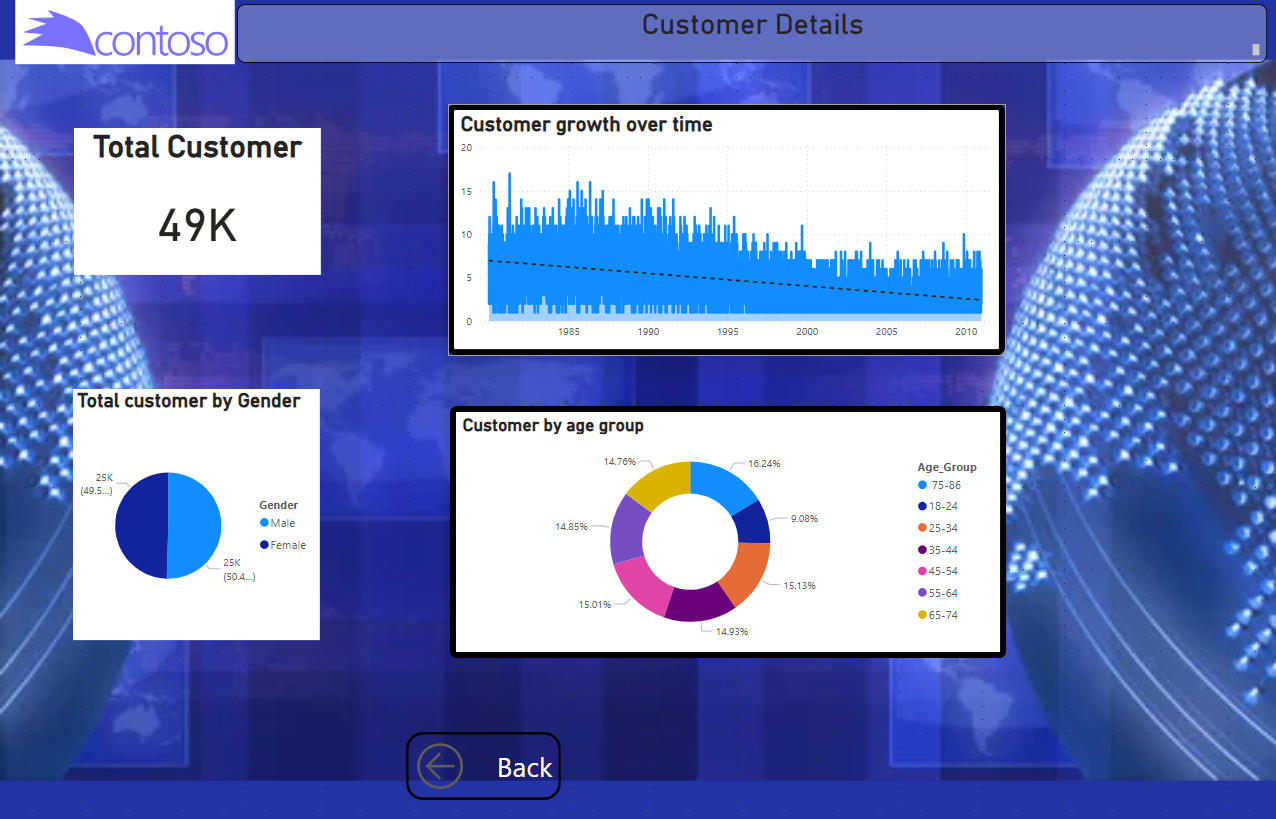 contoso
Customer Details
Total Customer
49K
Customer growth over time
20
15
10
5
0
1985 1990 1995 2000 2005 2010
Total customer by Gender
25K
(49.5...)
25K
(50.4...)
Gender
Male
Female
Customer by age group
14.76%
16.24%
14.85%
9.08%
15.01%
15.13%
14.93%
Age_Group
75-86
18-24
25-34
35-44
45-54
55-64
65-74
Back